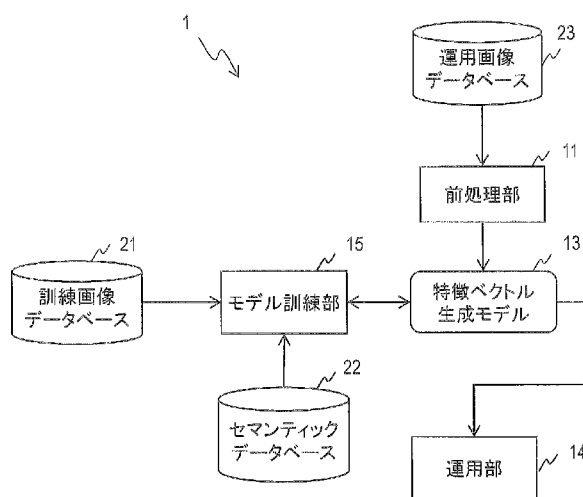 1
23
運用画像
データベース
11
前処理部
21
15
13
訓練画像
データベース
モデル訓練部
特徴ベクトル
生成モデル
22
セマンティック
データベース
14
運用部